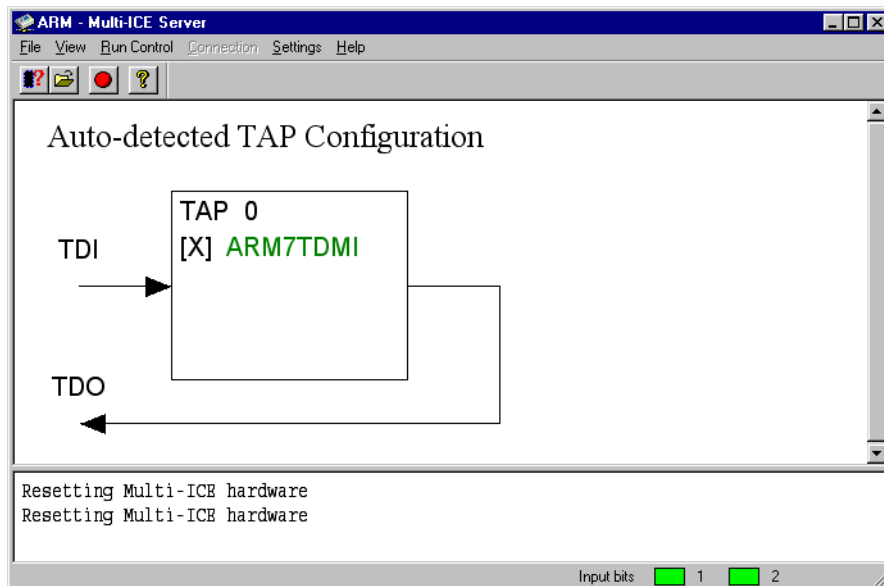 ARM - Multi-ICE Server
File View Run Control Connection Settings Help
Auto-detected TAP Configuration
TAP 0
TDI
[X] ARM7TDMI
TDO
Resetting Multi-ICE hardware
Resetting Multi-ICE hardware
Input bits 1 2